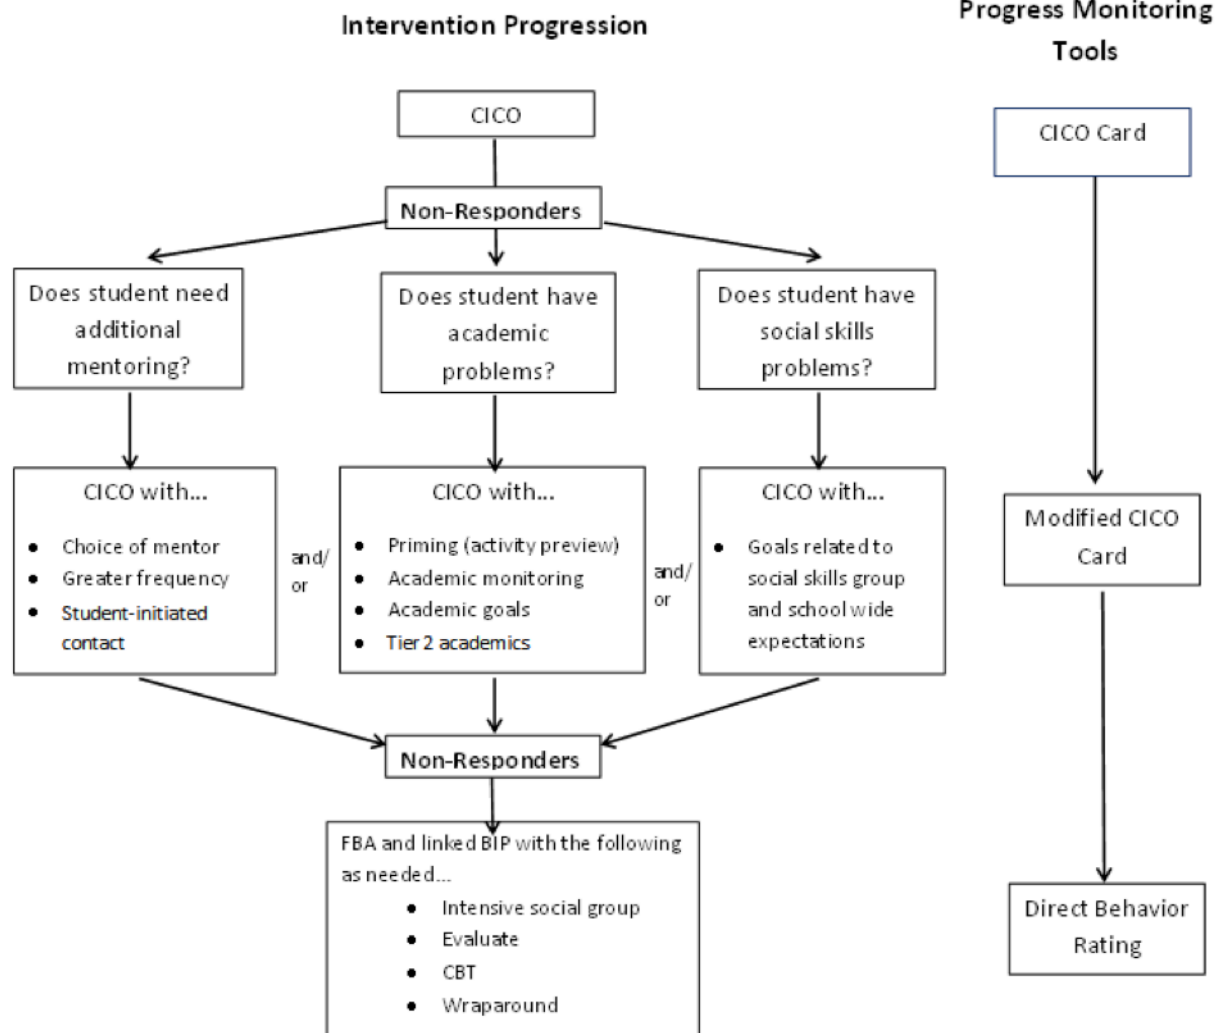 Intervention Progression
Progress Monitoring
Tools
CICO
CICO Card
Non-Responders
Does student need
additional
mentoring?
Does student have
academic
problems?
Does student have
social skills
problems?
CICO with...
• Choice of mentor
• Greater frequency
• Student-initiated
contact
and/
or
CICO with...
• Priming (activity preview)
• Academic monitoring
• Academic goals
• Tier 2 academics
and/
or
CICO with...
• Goals related to
social skills group
and school wide
expectations
Modified CICO
Card
Non-Responders
FBA and linked BIP with the following
as needed...
• Intensive social group
• Evaluate
• CBT
• Wraparound
Direct Behavior
Rating